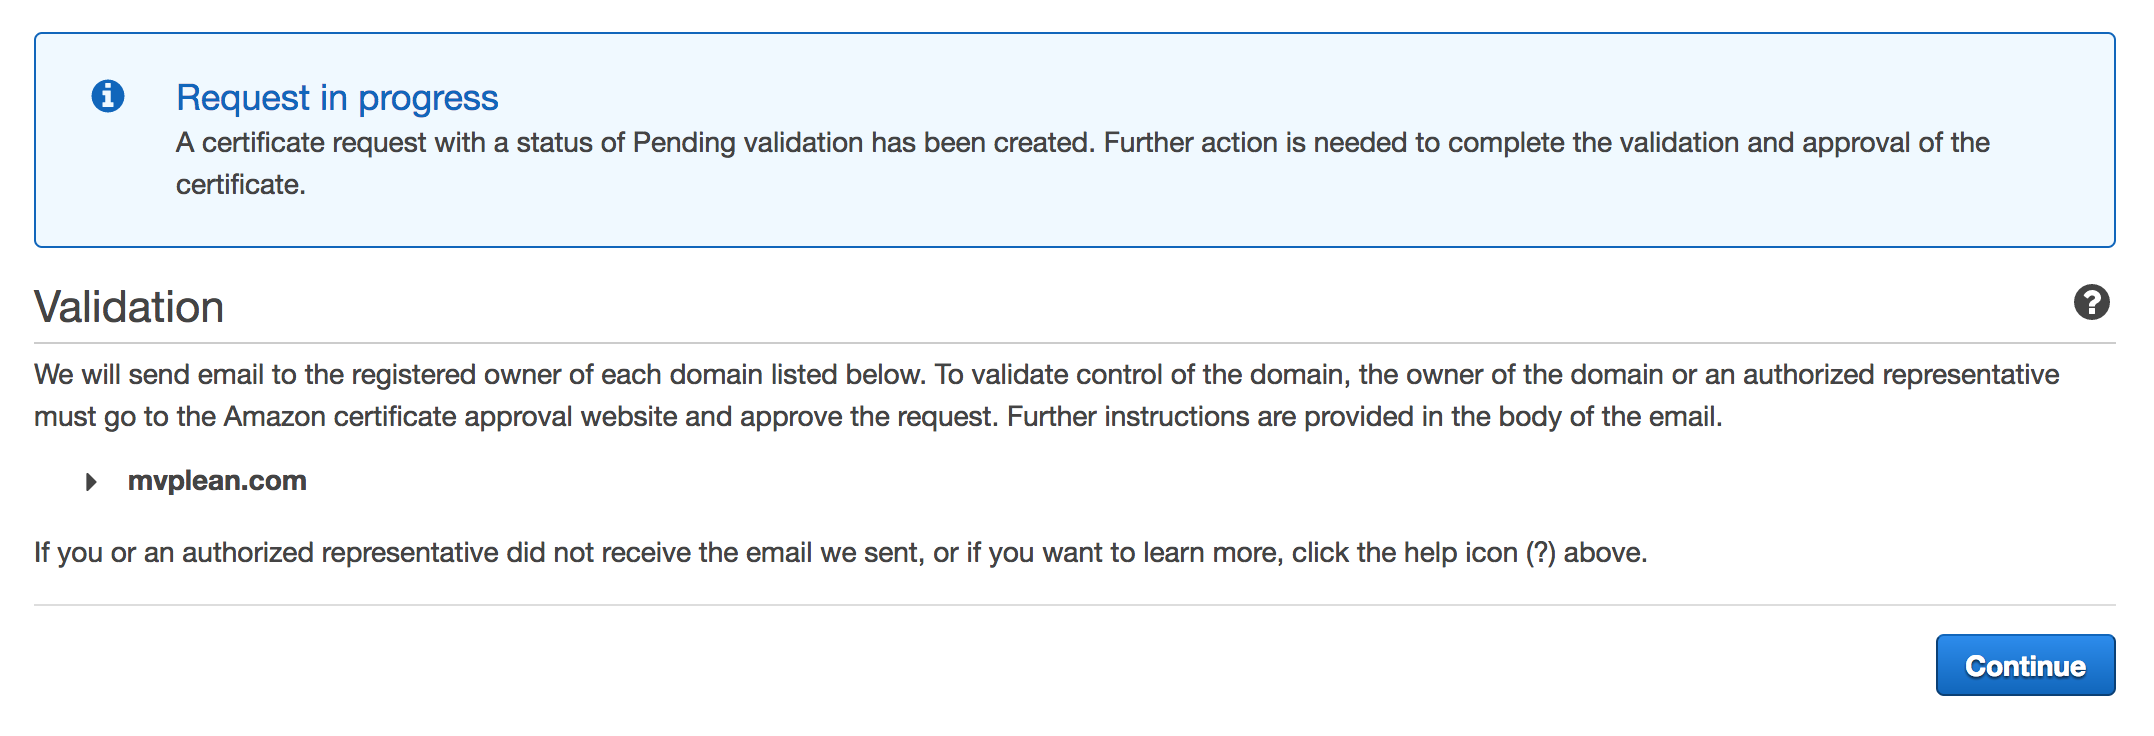 Request in progress
A certificate request with a status of Pending validation has been created. Further action is needed to complete the validation and approval of the
certificate.
Validation
We will send email to the registered owner of each domain listed below. To validate control of the domain, the owner of the domain or an authorized representative
must go to the Amazon certificate approval website and approve the request. Further instructions are provided in the body of the email.
mvplean.com
If you or an authorized representative did not receive the email we sent, or if you want to learn more, click the help icon (?) above.
Continue